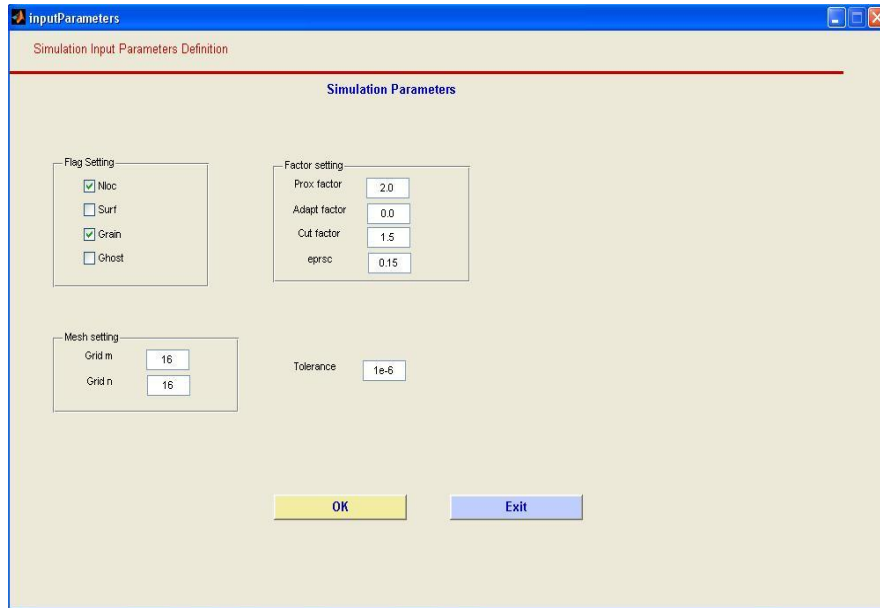 inputParameters
Simulation Input Parameters Definition
Simulation Parameters
Flag Setting
Nloc
Surf
Grain
Ghost
Factor setting
Prox factor 2.0
Adapt factor 0.0
Cut factor 1.5
eprsc 0.15
Mesh setting
Grid m 16
Grid n 16
Tolerance 1e-6
OK Exit